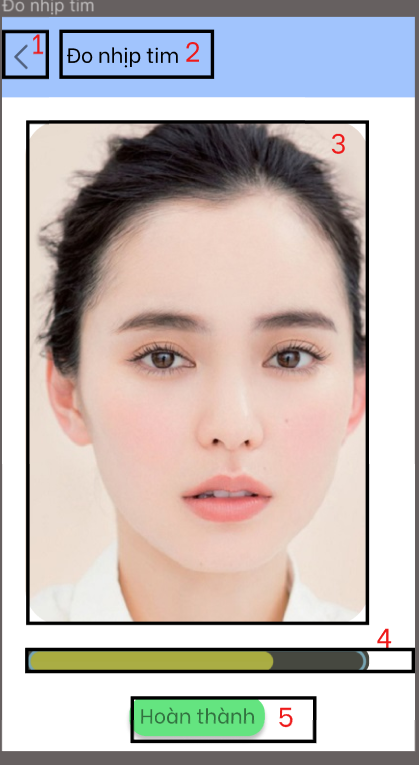 Đo nhịp tim
1
Đo nhịp tim 2
3
4
Hoàn thành 5